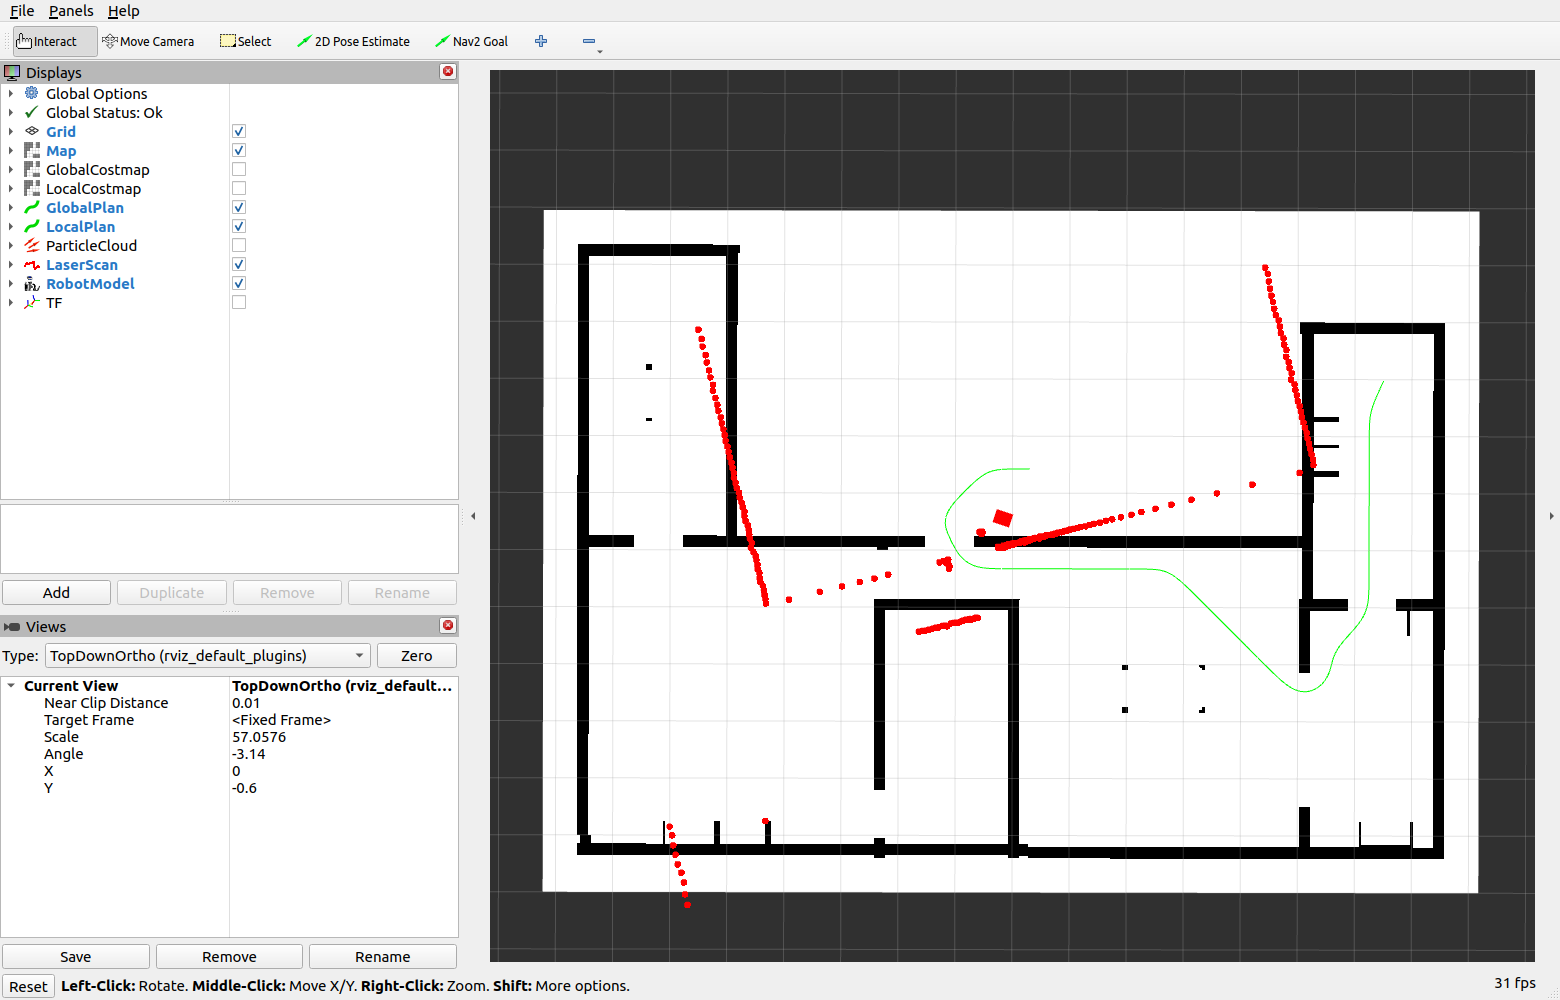 File Panels Help
Interact Move Camera Select 2D Pose Estimate Nav2 Goal
Displays
Global Options
Global Status: Ok
Grid
Map
GlobalCostmap
LocalCostmap
GlobalPlan
LocalPlan
ParticleCloud
LaserScan
RobotModel
TF
Add Duplicate Remove Rename
Views
Type: TopDownOrtho (rviz_default_plugins) Zero
Current View TopDownOrtho (rviz_default...
Near Clip Distance 0.01
Target Frame <Fixed Frame>
Scale 57.0576
Angle -3.14
X 0
Y -0.6
Save Remove Rename
Reset Left-Click: Rotate. Middle-Click: Move X/Y. Right-Click: Zoom. Shift: More options. 31 fps